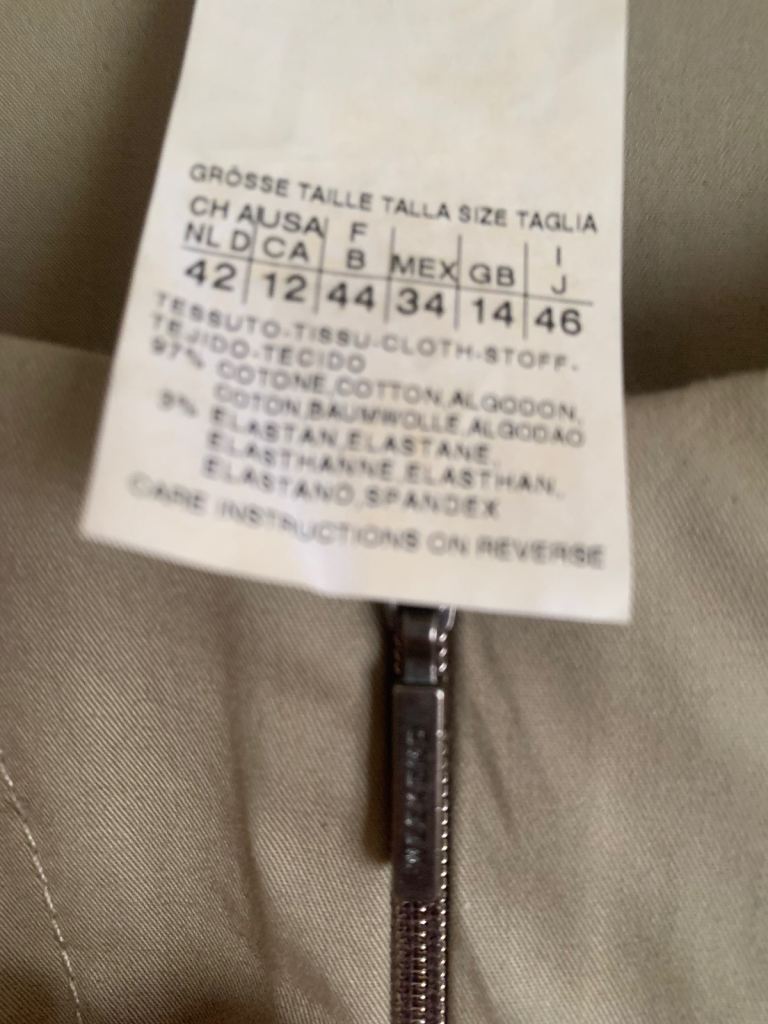 GRÖSSE TAILLE TALLA SIZE TAGLIA
CH A USA F MEX GB I
NL D CA B J
42 12 44 34 14 46
TESSUTO-TISSU-CLOTH-STOFF-
TEJIDO-TECIDO
97% COTONE,COTTON,ALGODON,
COTON,BAUMWOLLE,ALGODAO
3% ELASTAN,ELASTANE,
ELASTHANNE,ELASTHAN,
ELASTANO,SPANDEX
CARE INSTRUCTIONS ON REVERSE